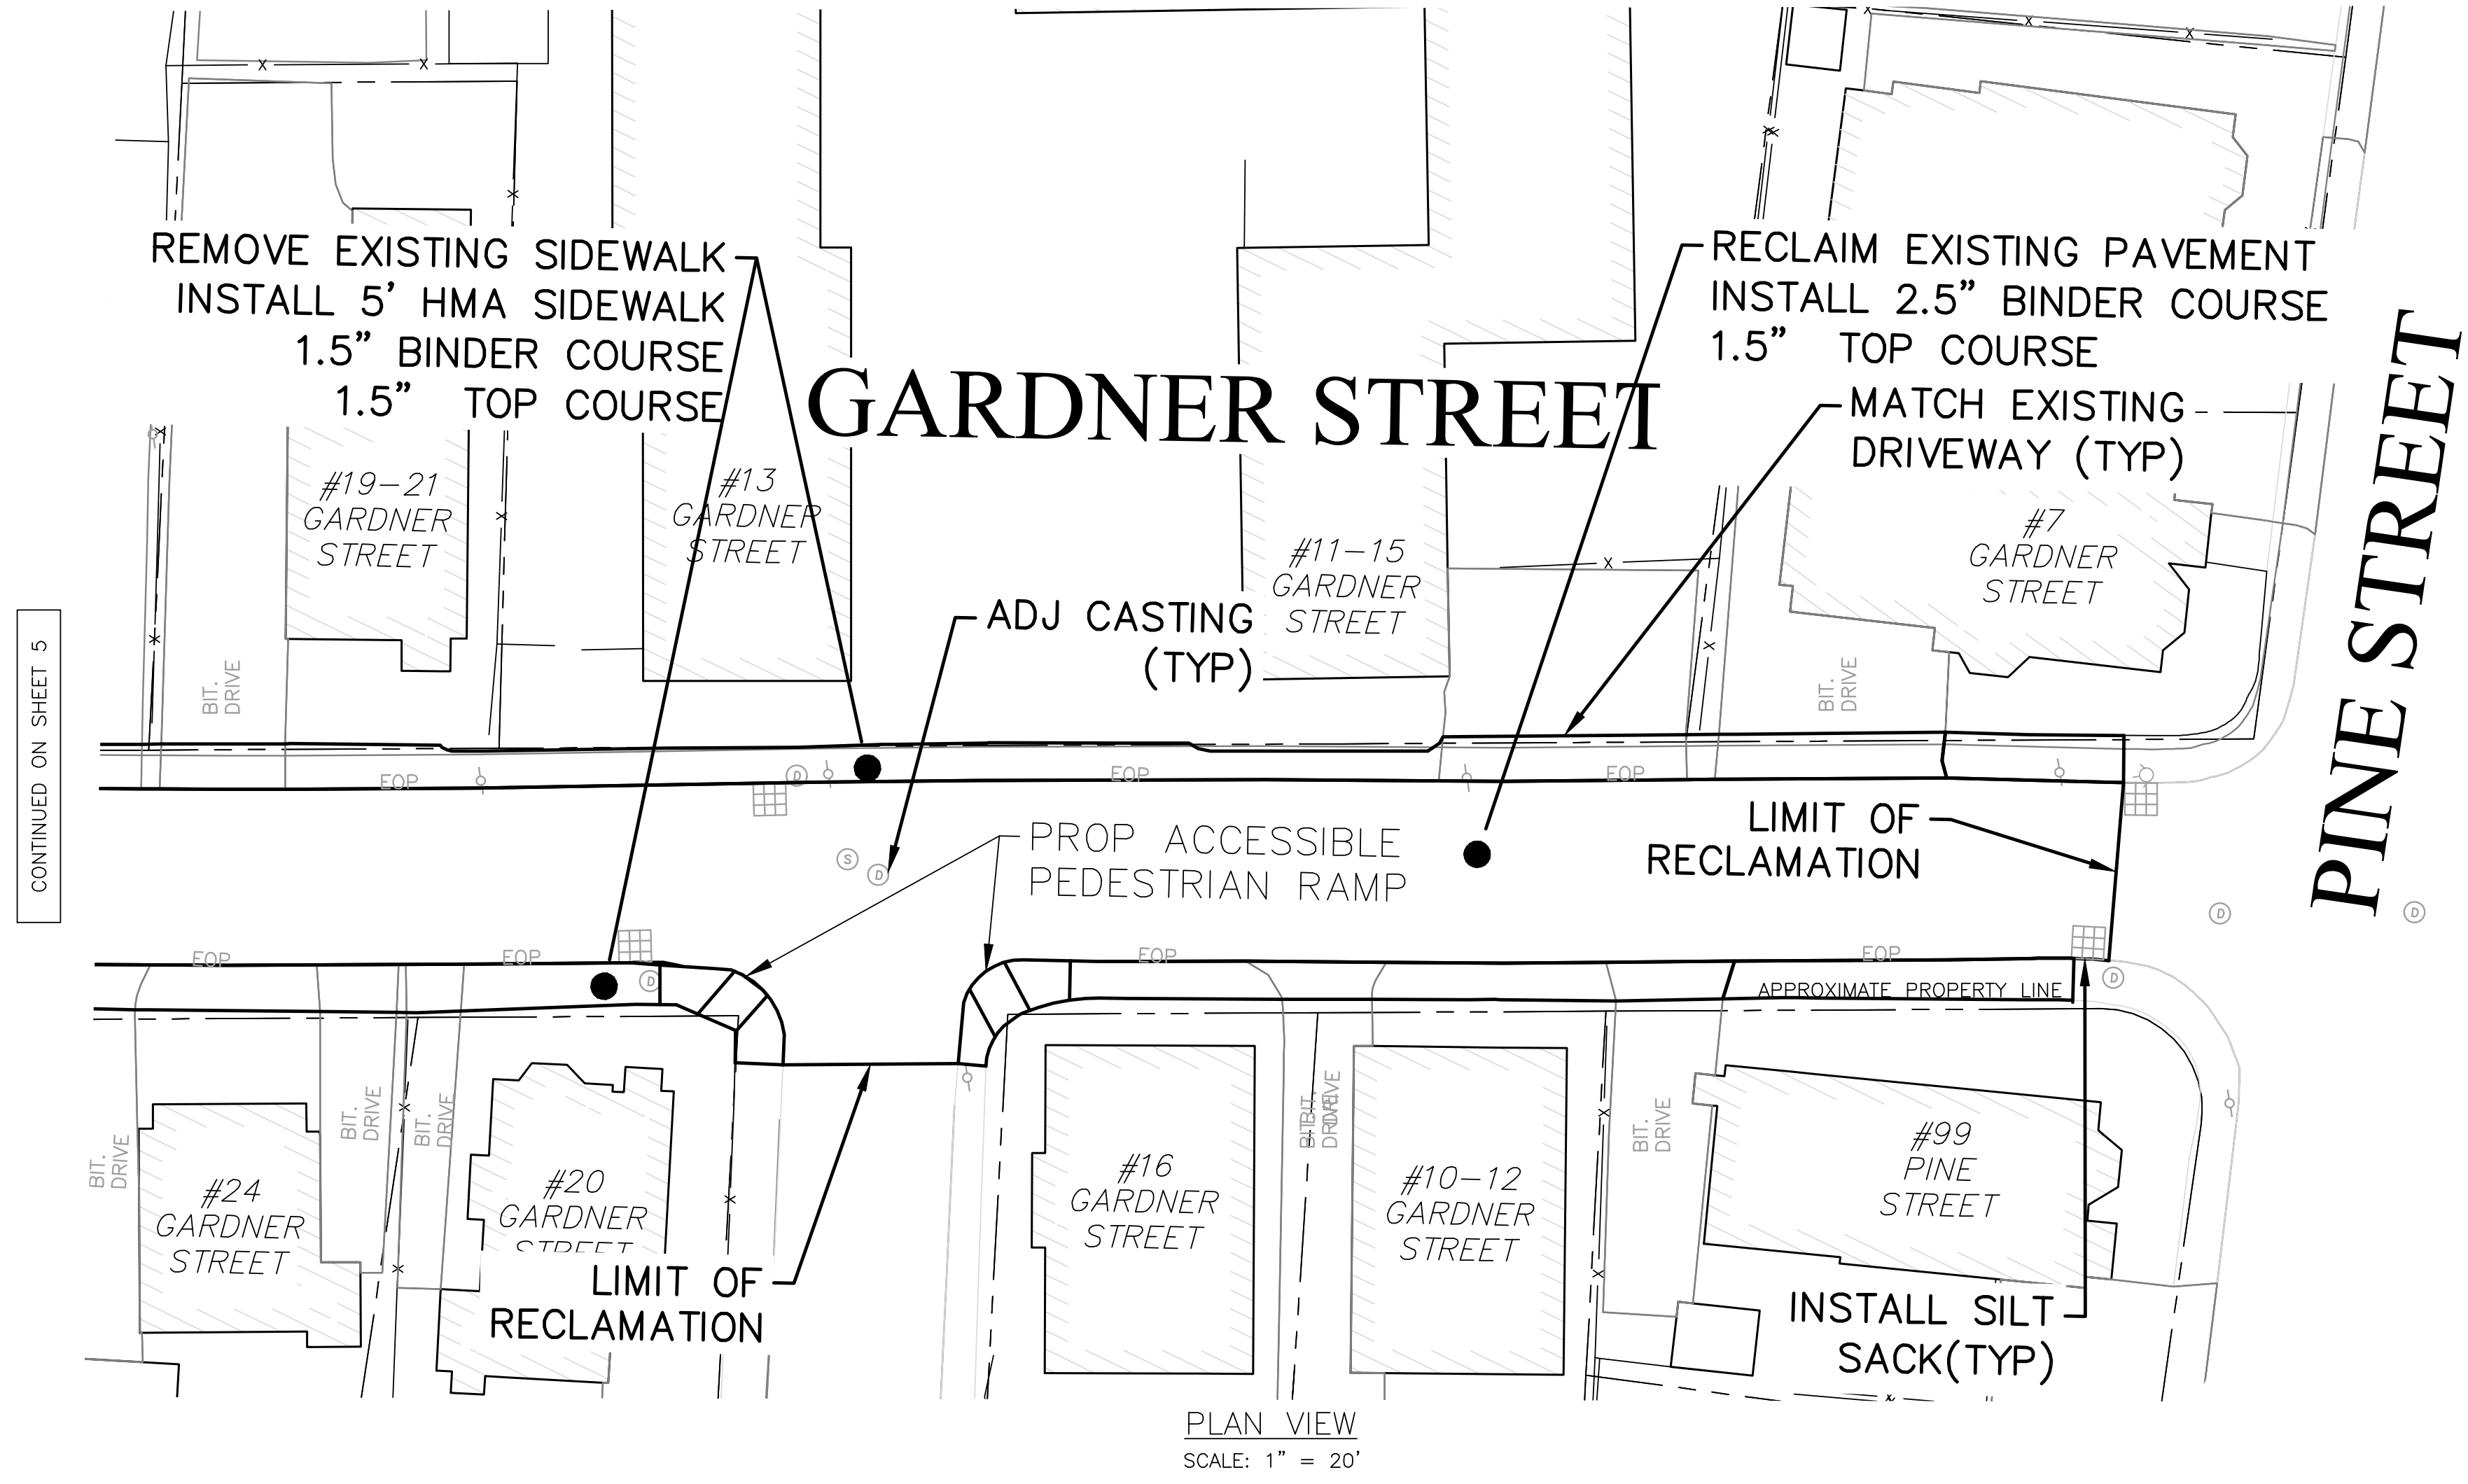 REMOVE EXISTING SIDEWALK
INSTALL 5' HMA SIDEWALK
1.5" BINDER COURSE
1.5" TOP COURSE
RECLAIM EXISTING PAVEMENT
INSTALL 2.5" BINDER COURSE
1.5" TOP COURSE
MATCH EXISTING
DRIVEWAY (TYP)
GARDNER STREET
PINE STREET
#19-21
GARDNER
STREET
#13
GARDNER
STREET
#11-15
GARDNER
STREET
#7
GARDNER
STREET
ADJ CASTING
(TYP)
CONTINUED ON SHEET 5
BIT.
DRIVE
BIT.
DRIVE
EOP
D
EOP
EOP
LIMIT OF
RECLAMATION
PROP ACCESSIBLE
PEDESTRIAN RAMP
S
D
D
D
EOP
EOP
D
EOP
EOP
D
APPROXIMATE PROPERTY LINE
BIT.
DRIVE
BIT.
DRIVE
BIT.
DRIVE
BIT.
DRIVE
BIT.
DRIVE
BIT.
DRIVE
#24
GARDNER
STREET
#20
GARDNER
STREET
#16
GARDNER
STREET
#10-12
GARDNER
STREET
#99
PINE
STREET
LIMIT OF
RECLAMATION
INSTALL SILT
SACK(TYP)
PLAN VIEW
SCALE: 1" = 20'